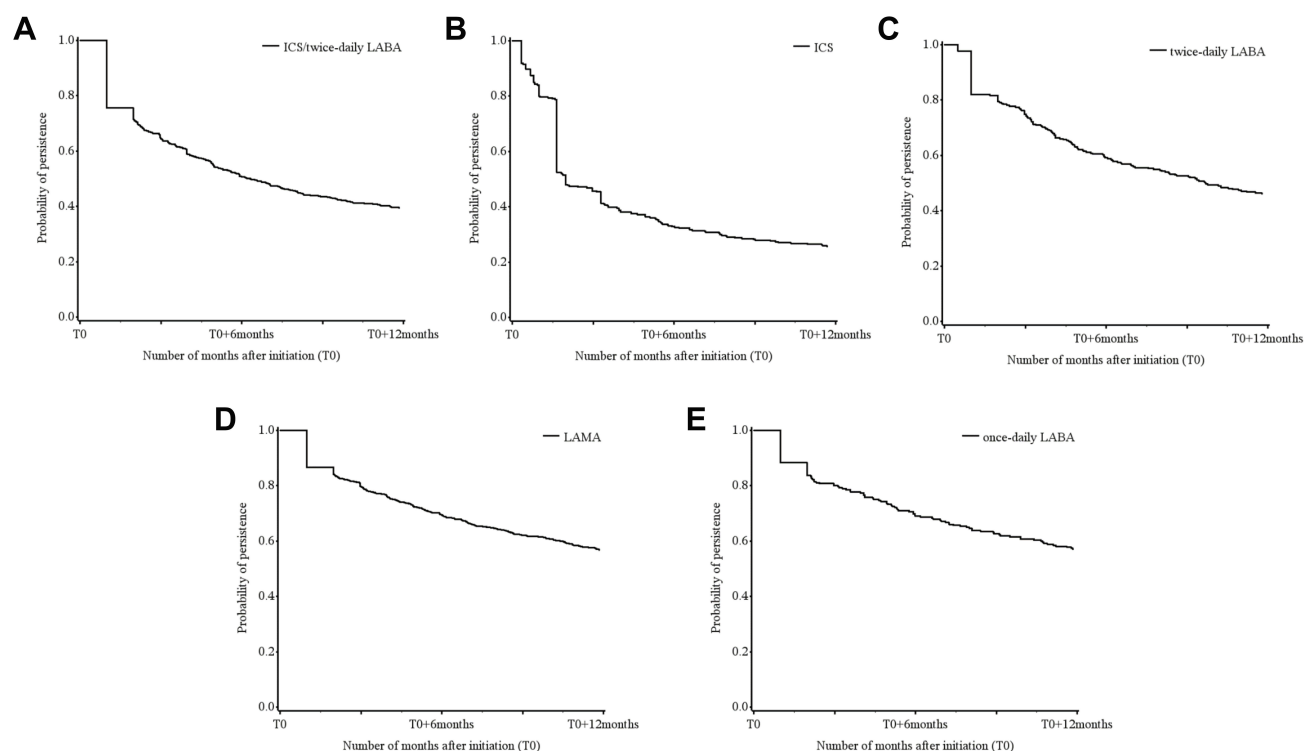 A
ICS/twice-daily LABA
Probability of persistence
1.0
0.8
0.6
0.4
0.2
0.0
T0
T0+6months
T0+12months
Number of months after initiation (T0)
B
ICS
Probability of persistence
1.0
0.8
0.6
0.4
0.2
0.0
T0
T0+6months
T0+12months
Number of months after initiation (T0)
C
twice-daily LABA
Probability of persistence
1.0
0.8
0.6
0.4
0.2
0.0
T0
T0+6months
T0+12months
Number of months after initiation (T0)
D
LAMA
Probability of persistence
1.0
0.8
0.6
0.4
0.2
0.0
T0
T0+6months
T0+12months
Number of months after initiation (T0)
E
once-daily LABA
Probability of persistence
1.0
0.8
0.6
0.4
0.2
0.0
T0
T0+6months
T0+12months
Number of months after initiation (T0)